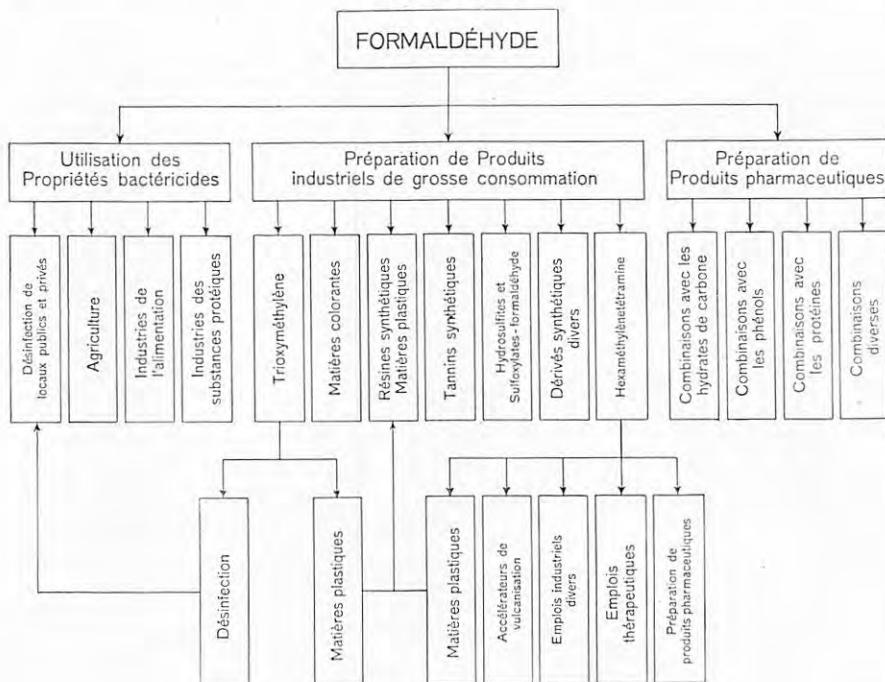 FORMALDÉHYDE
Utilisation des
Propriétés bactéricides
Préparation de Produits
industriels de grosse consommation
Préparation de
Produits pharmaceutiques
Désinfection de
locaux publics et privés
Agriculture
Industries de
l'alimentation
Industries des
substances protéiques
Trioxyméthylène
Matières colorantes
Résines synthétiques
Matières plastiques
Tannins synthétiques
Hydrosulfites et
Sulfoxylates-formaldéhyde
Dérivés synthétiques
divers
Hexaméthylènetétramine
Combinaisons avec les
hydrates de carbone
Combinaisons avec
les phénols
Combinaisons avec
les protéines
Combinaisons
diverses
Désinfection
Matières plastiques
Matières plastiques
Accélérateurs de
vulcanisation
Emplois industriels
divers
Emplois
thérapeutiques
Préparation de
produits pharmaceutiques